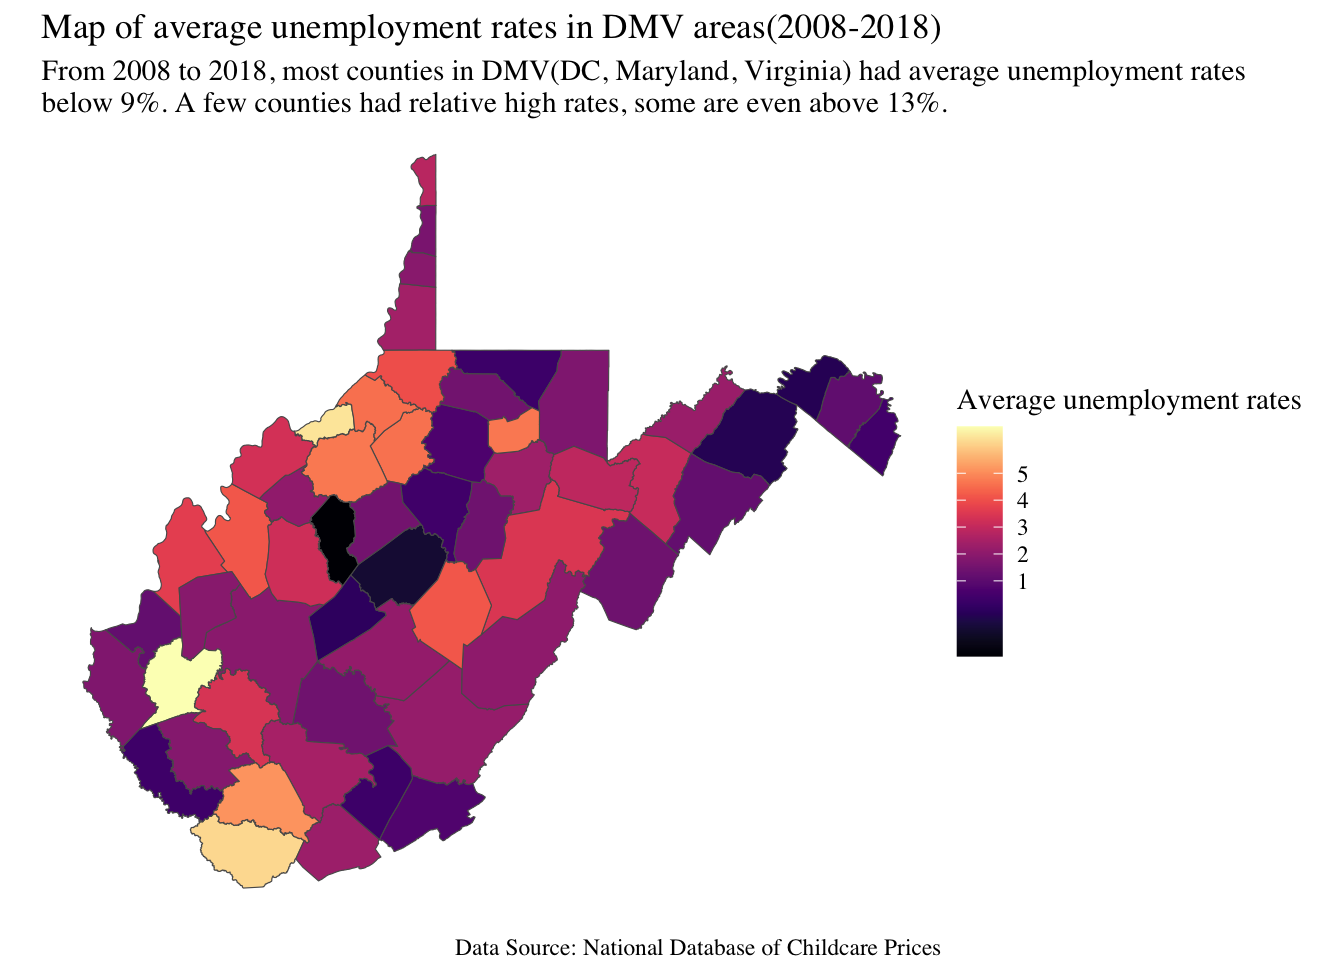 Map of average unemployment rates in DMV areas(2008-2018)
From 2008 to 2018, most counties in DMV(DC, Maryland, Virginia) had average unemployment rates
below 9%. A few counties had relative high rates, some are even above 13%.
Average unemployment rates
5
4
3
2
1
Data Source: National Database of Childcare Prices